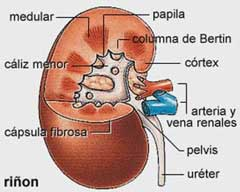 medular
papila
columna de Bertin
cáliz menor
córtex
arteria y
vena renales
cápsula fibrosa
pelvis
uréter
riñon